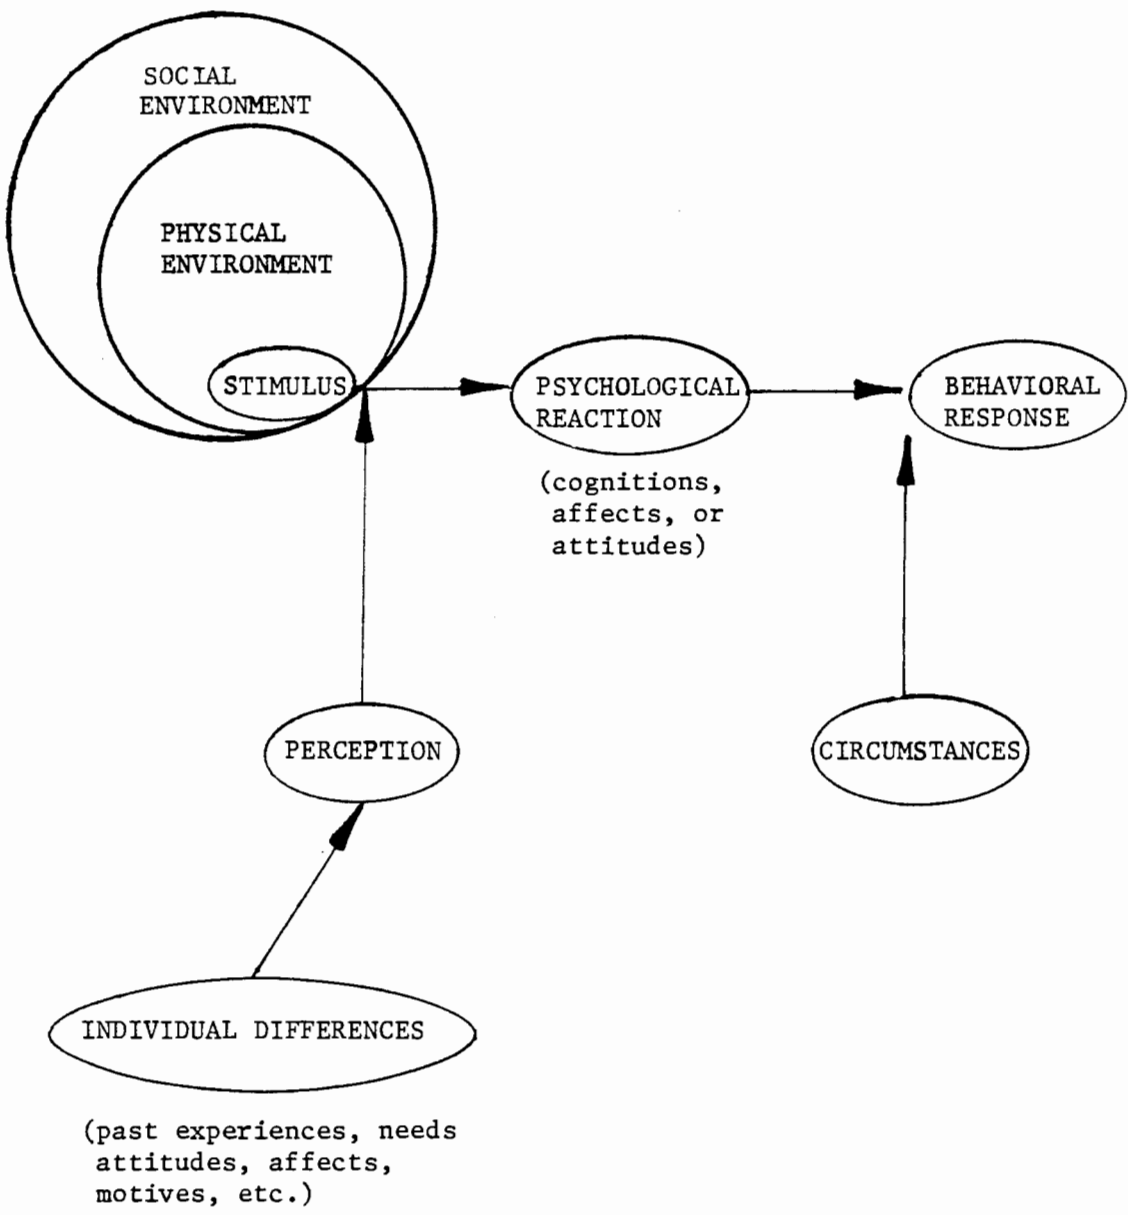 SOCIAL
ENVIRONMENT
PHYSICAL
ENVIRONMENT
STIMULUS
PSYCHOLOGICAL
REACTION
(cognitions,
affects, or
attitudes)
BEHAVIORAL
RESPONSE
PERCEPTION
CIRCUMSTANCES
INDIVIDUAL DIFFERENCES
(past experiences, needs
attitudes, affects,
motives, etc.)